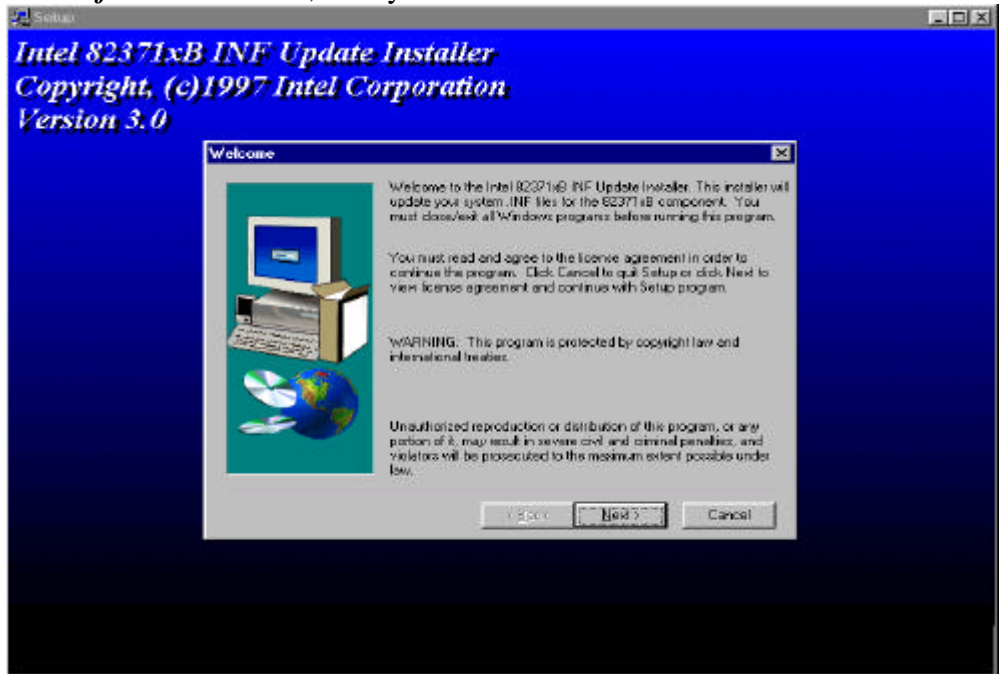 Setup
Intel 82371xB INF Update Installer
Copyright, (c)1997 Intel Corporation
Version 3.0
Welcome
Welcome to the Intel 82371xB INF Update Installer. This installer will
update your system .INF files for the 82371xB component. You
must close/exit all Windows programs before running this program.
You must read and agree to the license agreement in order to
continue the program. Click Cancel to quit Setup or click Next to
view license agreement and continue with Setup program.
WARNING: This program is protected by copyright law and
international treaties.
Unauthorized reproduction or distribution of this program, or any
portion of it, may result in severe civil and criminal penalties, and
violators will be prosecuted to the maximum extent possible under
law.
< Back Next > Cancel